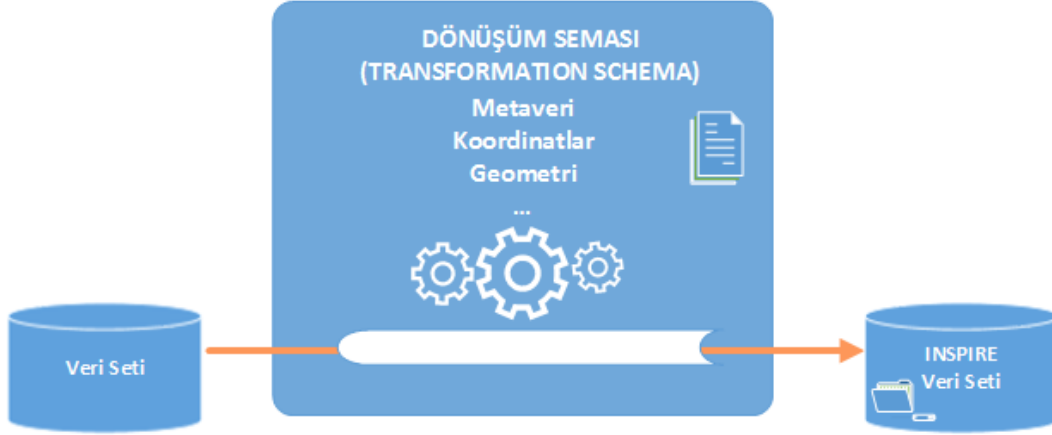 DÖNÜŞÜM SEMASI
(TRANSFORMATION SCHEMA)
Metaveri
Koordinatlar
Geometri
...
Veri Seti
INSPIRE
Veri Seti